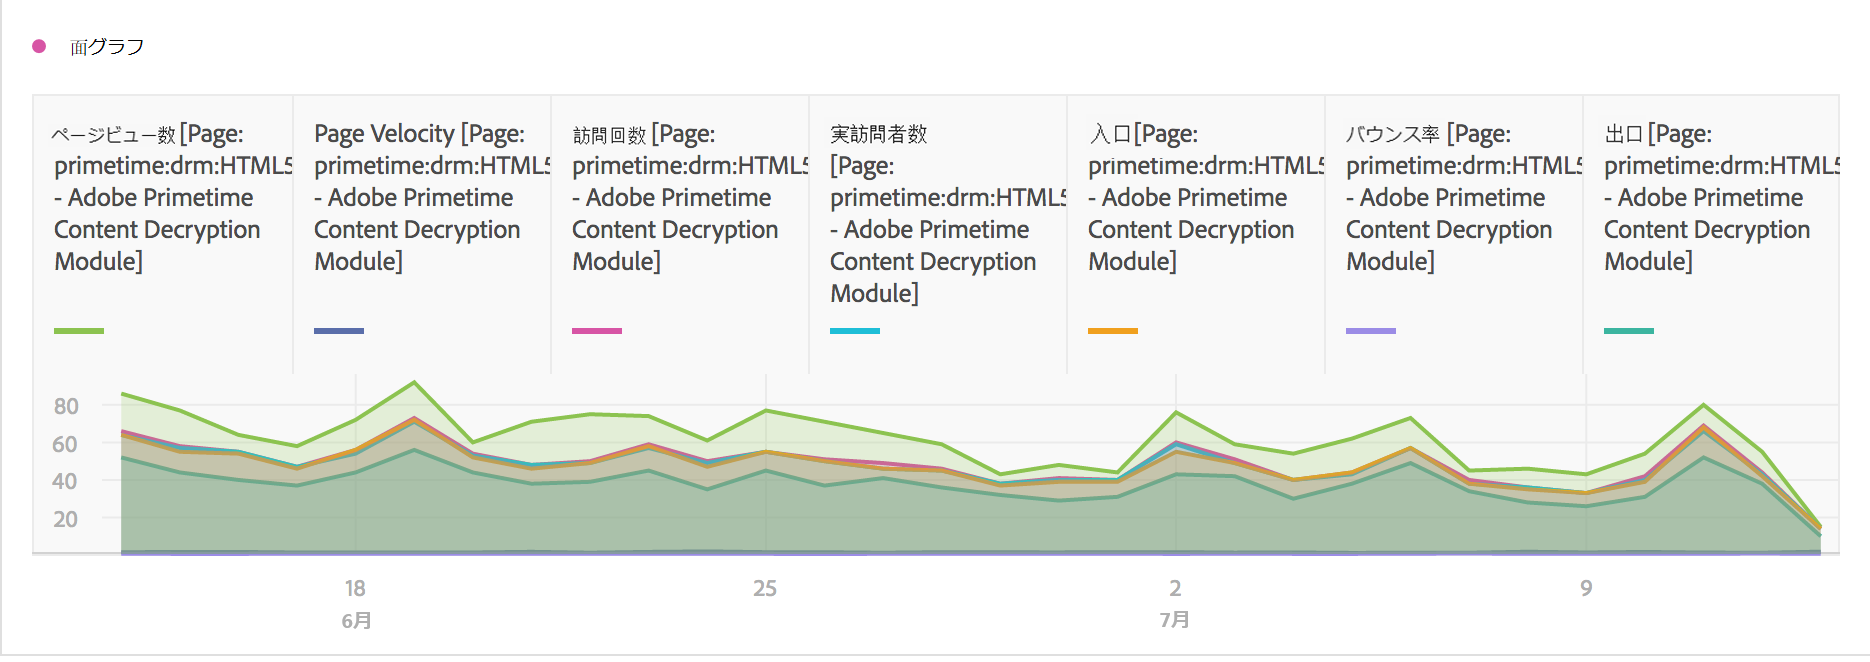 面グラフ
ページビュー数 [Page:
primetime:drm:HTML5
- Adobe Primetime
Content Decryption
Module]
Page Velocity [Page:
primetime:drm:HTML5
- Adobe Primetime
Content Decryption
Module]
訪問回数 [Page:
primetime:drm:HTML5
- Adobe Primetime
Content Decryption
Module]
実訪問者数
[Page:
primetime:drm:HTML5
- Adobe Primetime
Content Decryption
Module]
入口[Page:
primetime:drm:HTML5
- Adobe Primetime
Content Decryption
Module]
バウンス率 [Page:
primetime:drm:HTML5
- Adobe Primetime
Content Decryption
Module]
出口 [Page:
primetime:drm:HTML5
- Adobe Primetime
Content Decryption
Module]
80
60
40
20
18 25 2 9
6月 7月